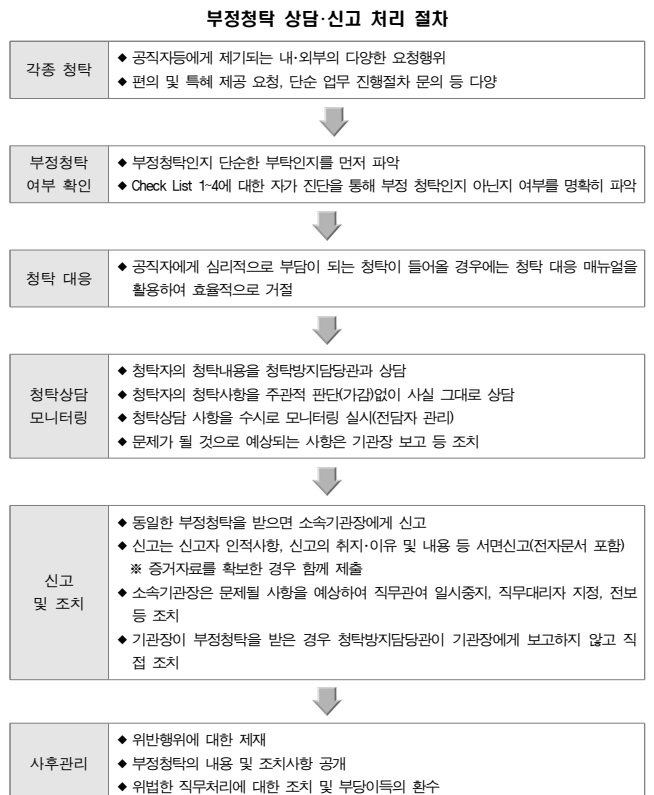 부정청탁 상담·신고 처리 절차
각종 청탁
◆ 공직자등에게 제기되는 내·외부의 다양한 요청행위
◆ 편의 및 특혜 제공 요청, 단순 업무 진행절차 문의 등 다양
부정청탁
여부 확인
◆ 부정청탁인지 단순한 부탁인지를 먼저 파악
◆ Check List 1~4에 대한 자가 진단을 통해 부정 청탁인지 아닌지 여부를 명확히 파악
청탁 대응
◆ 공직자에게 심리적으로 부담이 되는 청탁이 들어올 경우에는 청탁 대응 매뉴얼을
활용하여 효율적으로 거절
청탁상담
모니터링
◆ 청탁자의 청탁내용을 청탁방지담당관과 상담
◆ 청탁자의 청탁사항을 주관적 판단(가감)없이 사실 그대로 상담
◆ 청탁상담 사항을 수시로 모니터링 실시(전담자 관리)
◆ 문제가 될 것으로 예상되는 사항은 기관장 보고 등 조치
신고
및 조치
◆ 동일한 부정청탁을 받으면 소속기관장에게 신고
◆ 신고는 신고자 인적사항, 신고의 취지·이유 및 내용 등 서면신고(전자문서 포함)
※ 증거자료를 확보한 경우 함께 제출
◆ 소속기관장은 문제될 사항을 예상하여 직무관여 일시중지, 직무대리자 지정, 전보
등 조치
◆ 기관장이 부정청탁을 받은 경우 청탁방지담당관이 기관장에게 보고하지 않고 직
접 조치
사후관리
◆ 위반행위에 대한 제재
◆ 부정청탁의 내용 및 조치사항 공개
◆ 위법한 직무처리에 대한 조치 및 부당이득의 환수